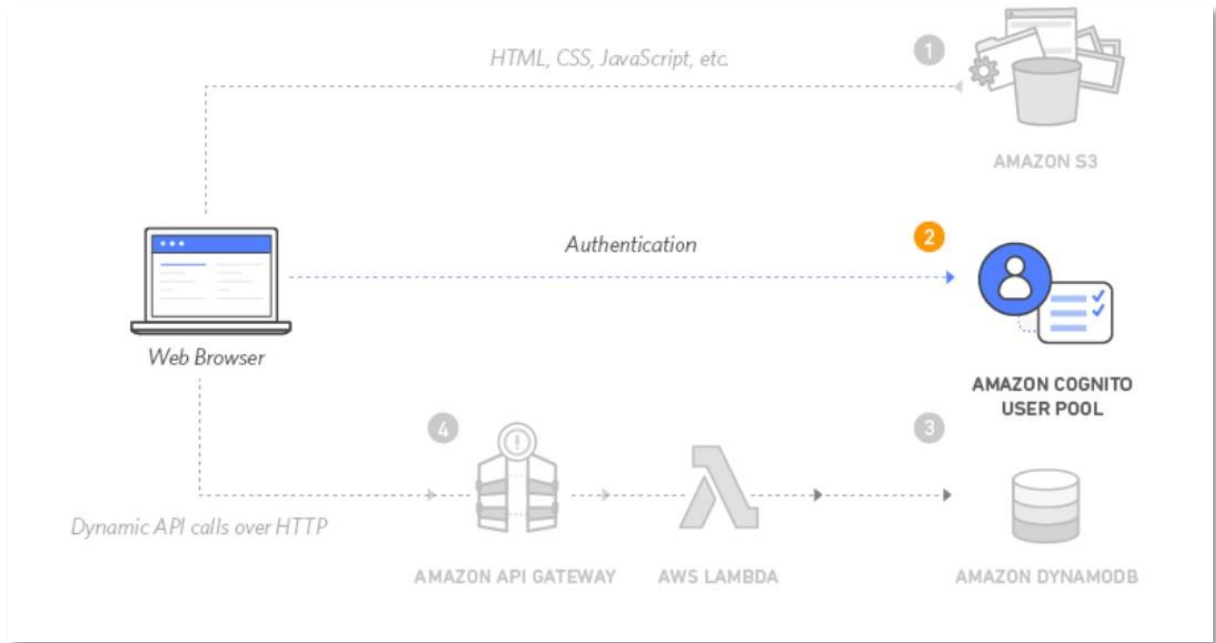 HTML, CSS, JavaScript, etc.
1
AMAZON S3
Authentication
2
Web Browser
AMAZON COGNITO
USER POOL
4
3
Dynamic API calls over HTTP
AMAZON API GATEWAY
AWS LAMBDA
AMAZON DYNAMODB